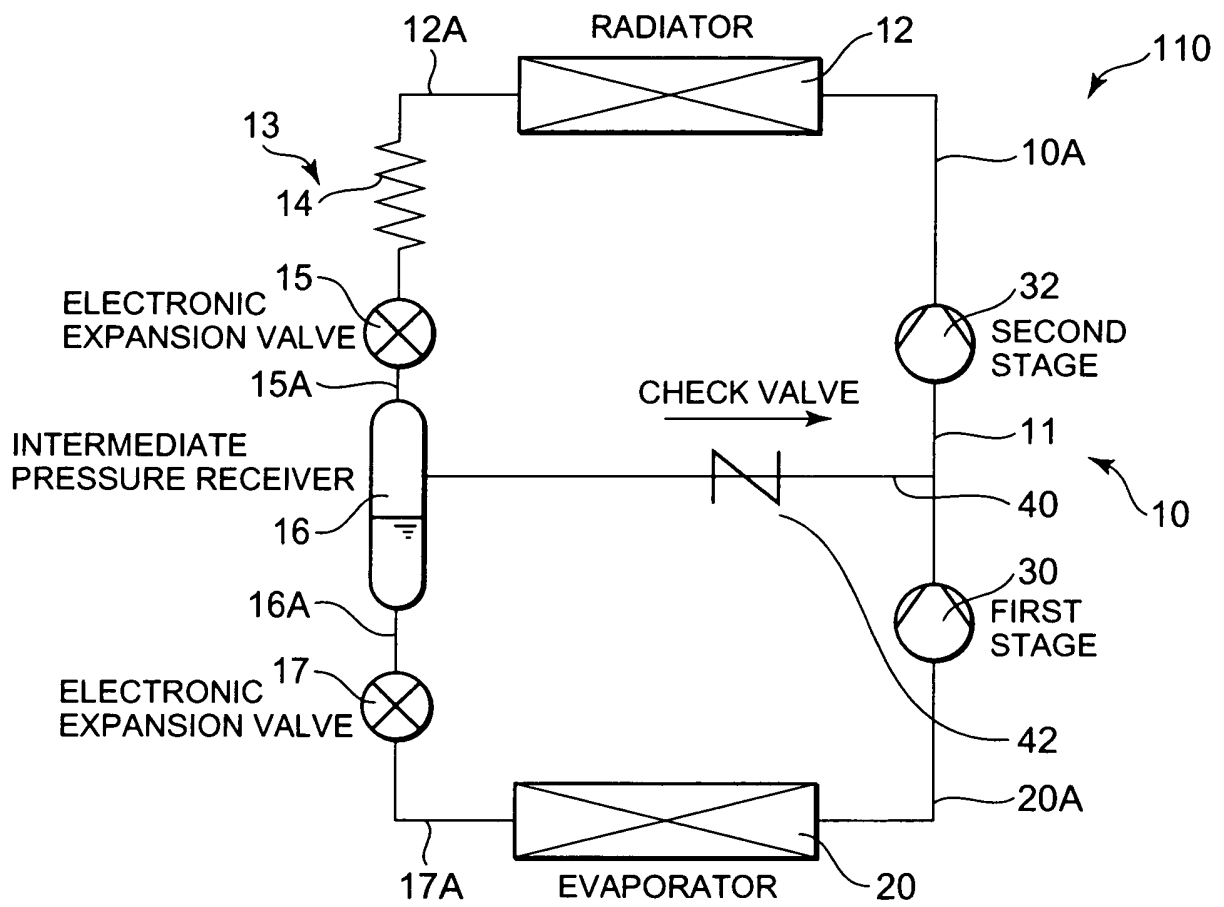 RADIATOR
12A
12
110
13
14
10A
15
ELECTRONIC
EXPANSION VALVE
32
SECOND
STAGE
15A
CHECK VALVE
11
INTERMEDIATE
PRESSURE RECEIVER
16
40
10
16A
30
FIRST
STAGE
17
ELECTRONIC
EXPANSION VALVE
42
20A
17A
EVAPORATOR
20